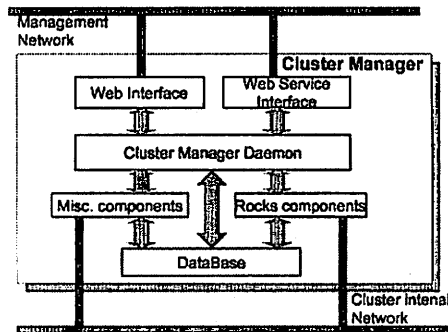 Management
Network
Cluster Manager
Web Interface
Web Service
Interface
Cluster Manager Daemon
Misc. components
Rocks components
DataBase
Cluster Intenal
Network